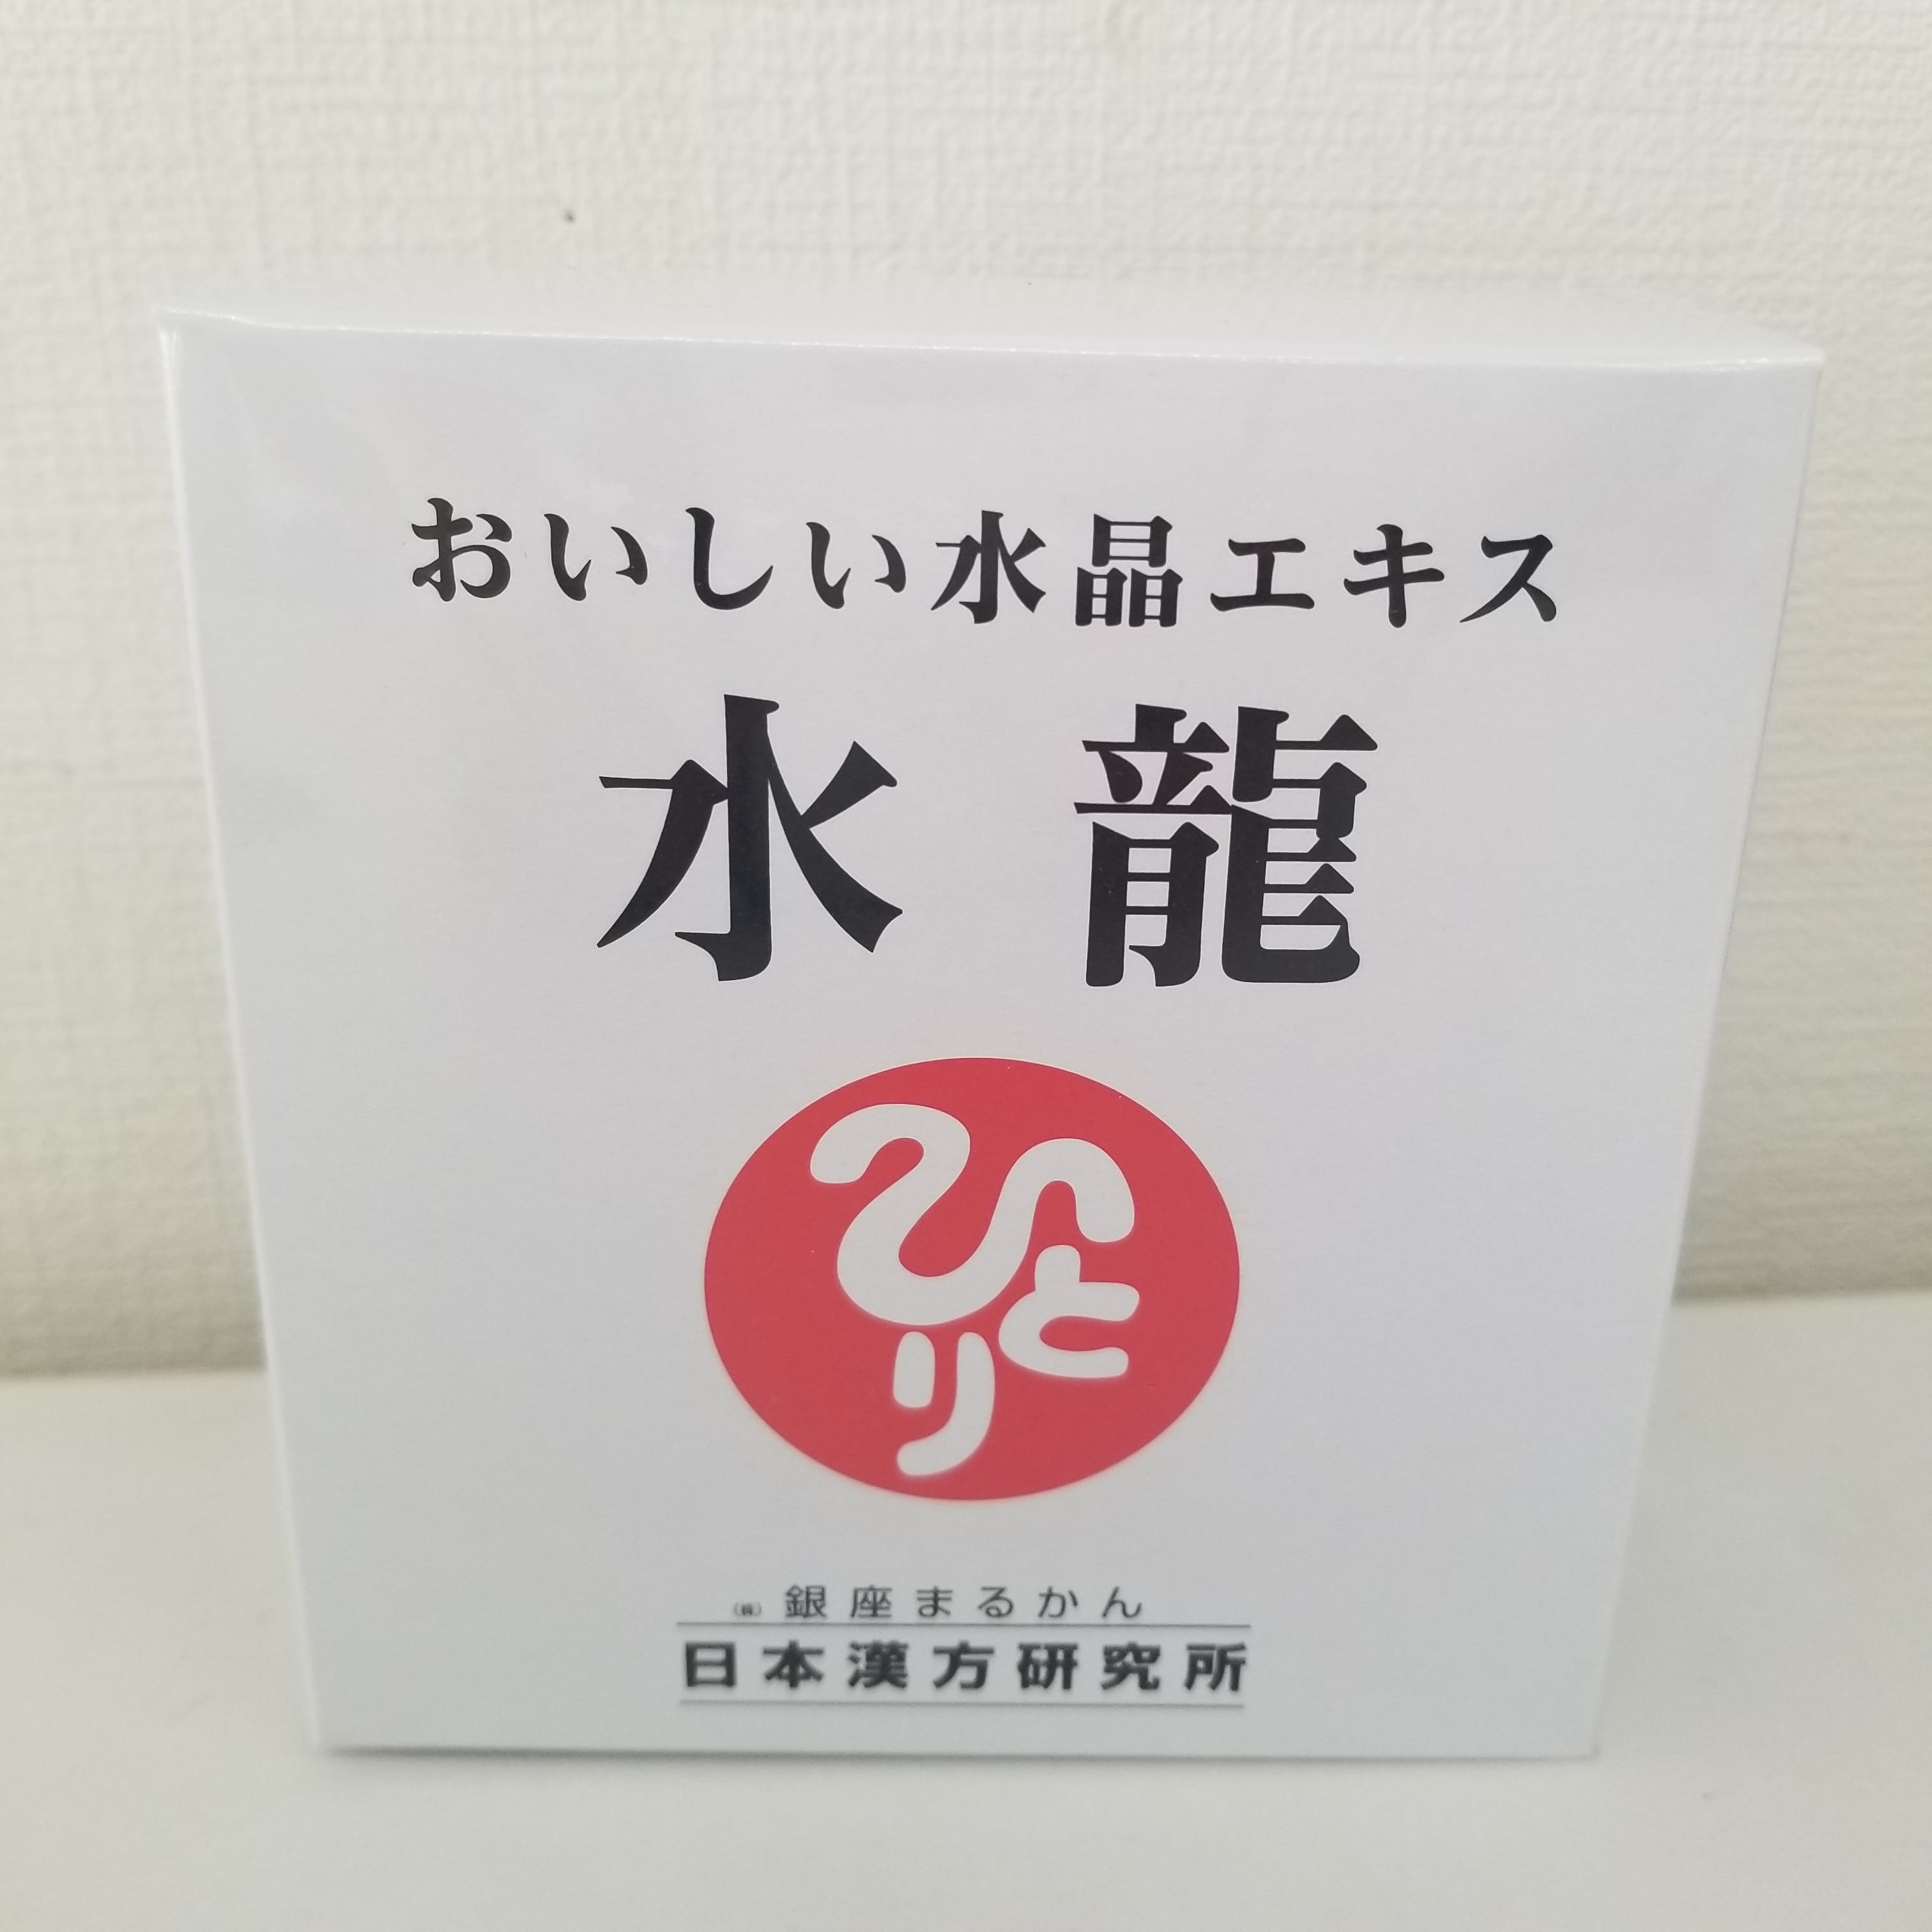 おいしい水晶エキス
水龍
ひとり
㈱銀座まるかん
日本漢方研究所